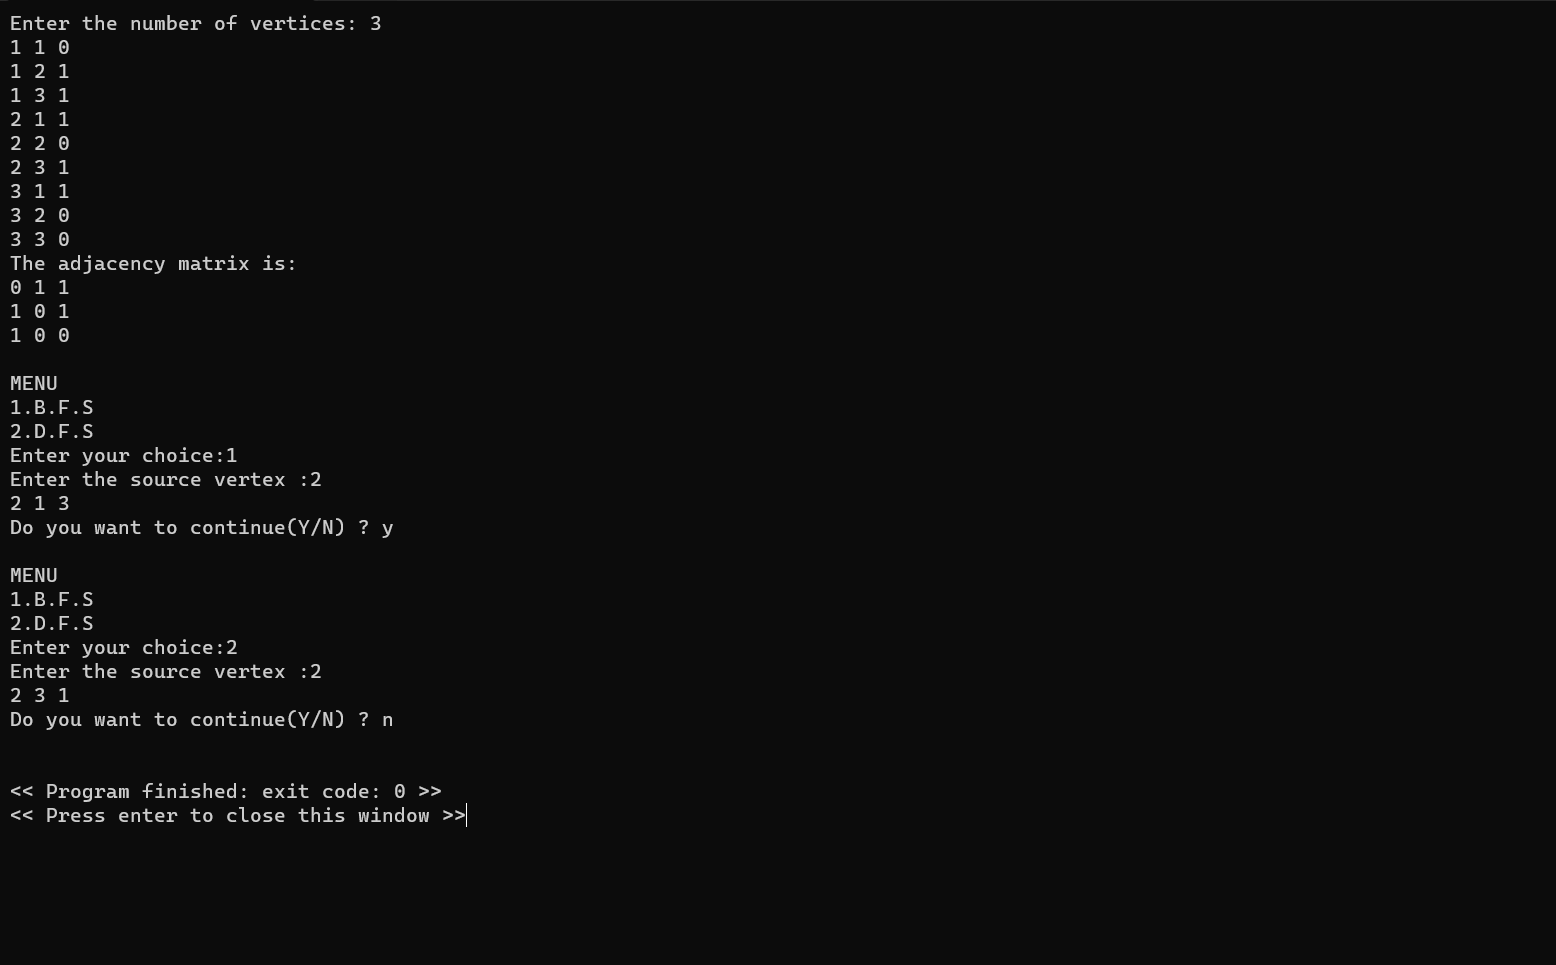 Enter the number of vertices: 3
1 1 0
1 2 1
1 3 1
2 1 1
2 2 0
2 3 1
3 1 1
3 2 0
3 3 0
The adjacency matrix is:
0 1 1
1 0 1
1 0 0
MENU
1.B.F.S
2.D.F.S
Enter your choice:1
Enter the source vertex :2
2 1 3
Do you want to continue(Y/N) ? y
MENU
1.B.F.S
2.D.F.S
Enter your choice:2
Enter the source vertex :2
2 3 1
Do you want to continue(Y/N) ? n
<< Program finished: exit code: 0 >>
<< Press enter to close this window >>